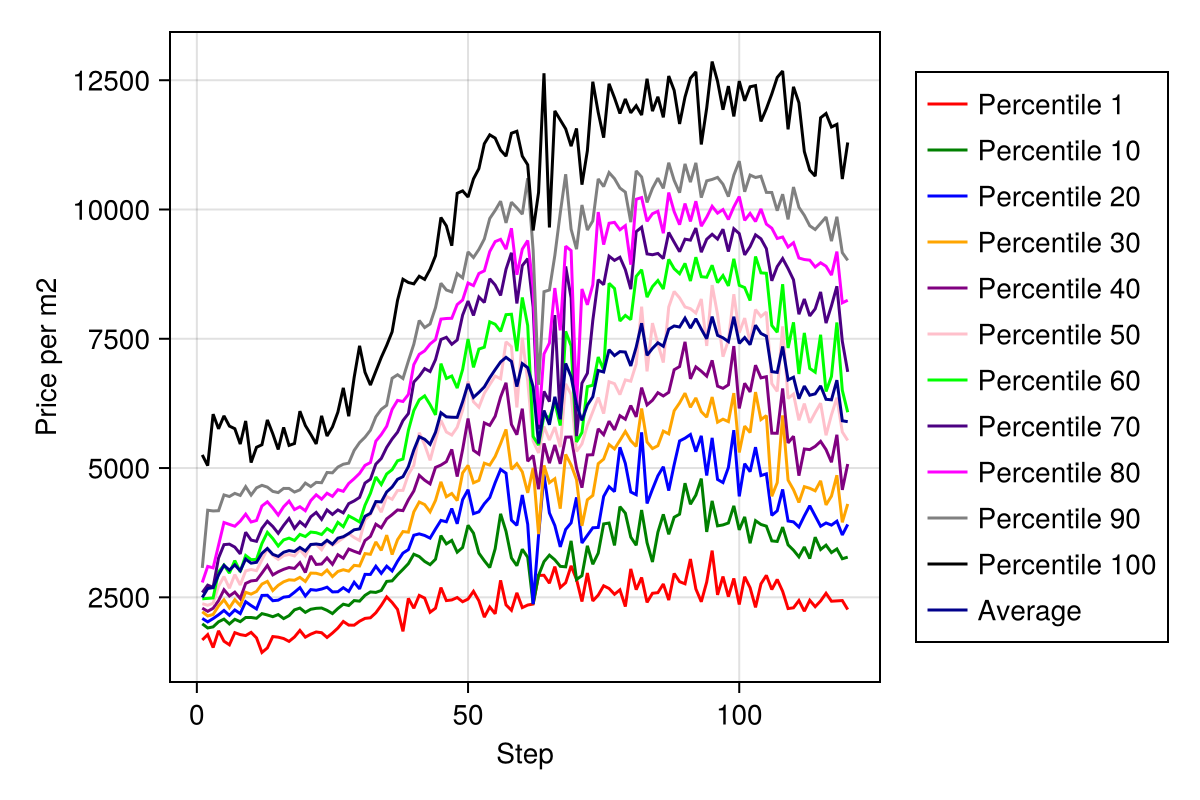 12500
10000
7500
5000
2500
Price per m2
0
50
100
Step
Percentile 1
Percentile 10
Percentile 20
Percentile 30
Percentile 40
Percentile 50
Percentile 60
Percentile 70
Percentile 80
Percentile 90
Percentile 100
Average